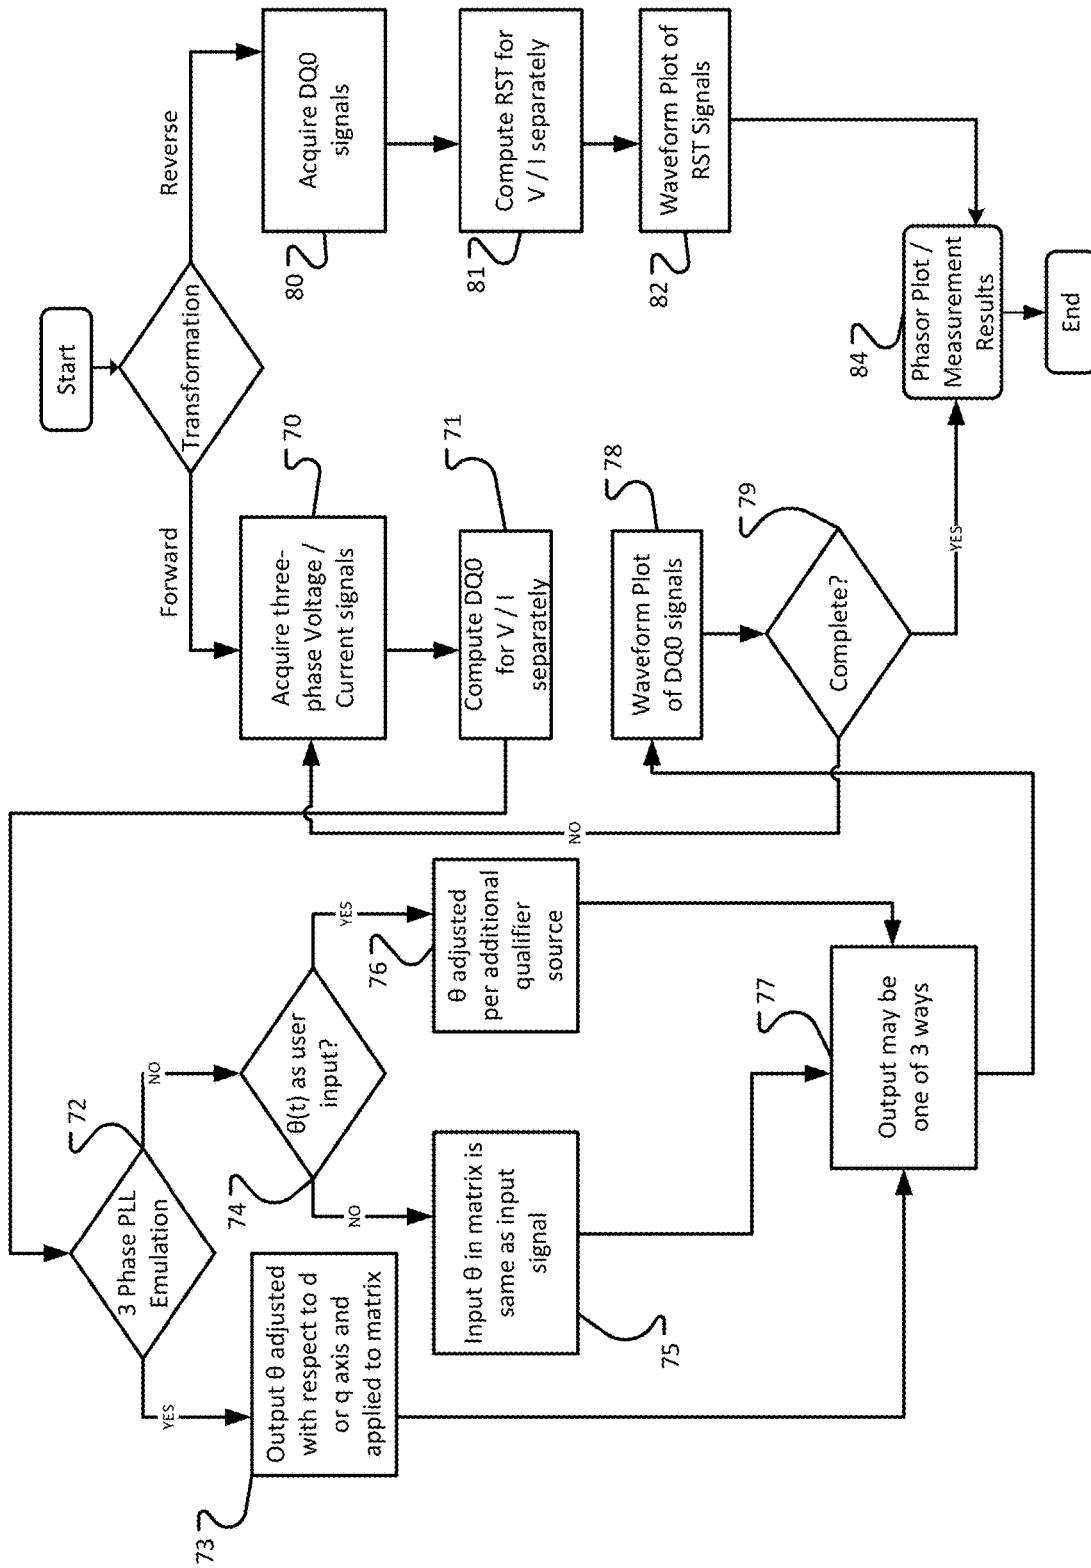 Start
Transformation
Forward
Reverse
Acquire three-
phase Voltage /
Current signals
70
Compute DQ0
for V / I
separately
71
3 Phase PLL
Emulation
72
YES
NO
Output θ adjusted
with respect to d
or q axis and
applied to matrix
73
θ(t) as user
input?
74
NO
YES
Input θ in matrix is
same as input
signal
75
θ adjusted
per additional
qualifier
source
76
Output may be
one of 3 ways
77
Waveform Plot
of DQ0 signals
78
Complete?
79
NO
YES
Acquire DQ0
signals
80
Compute RST for
V / I separately
81
Waveform Plot of
RST Signals
82
Phasor Plot /
Measurement
Results
84
End